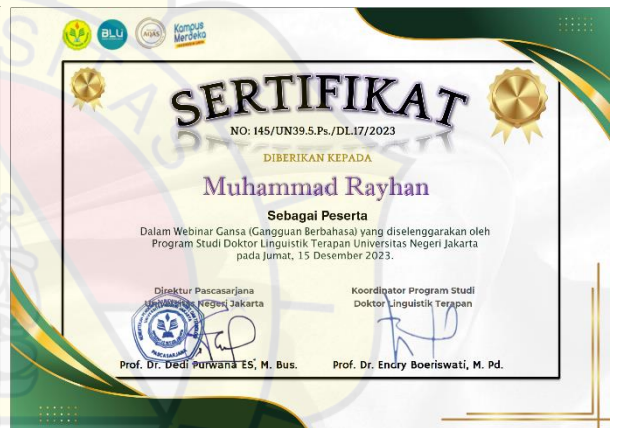 BLU
AQAS
Kampus
Merdeka
SERTIFIKAT
NO: 145/UN39.5.Ps./DL.17/2023
DIBERIKAN KEPADA
Muhammad Rayhan
Sebagai Peserta
Dalam Webinar Gansa (Gangguan Berbahasa) yang diselenggarakan oleh
Program Studi Doktor Linguistik Terapan Universitas Negeri Jakarta
pada Jumat, 15 Desember 2023.
Direktur Pascasarjana
Universitas Negeri Jakarta
Koordinator Program Studi
Doktor Linguistik Terapan
PASCASARJANA
Prof. Dr. Dedi Purwana ES, M. Bus.
Prof. Dr. Endry Boeriswati, M. Pd.